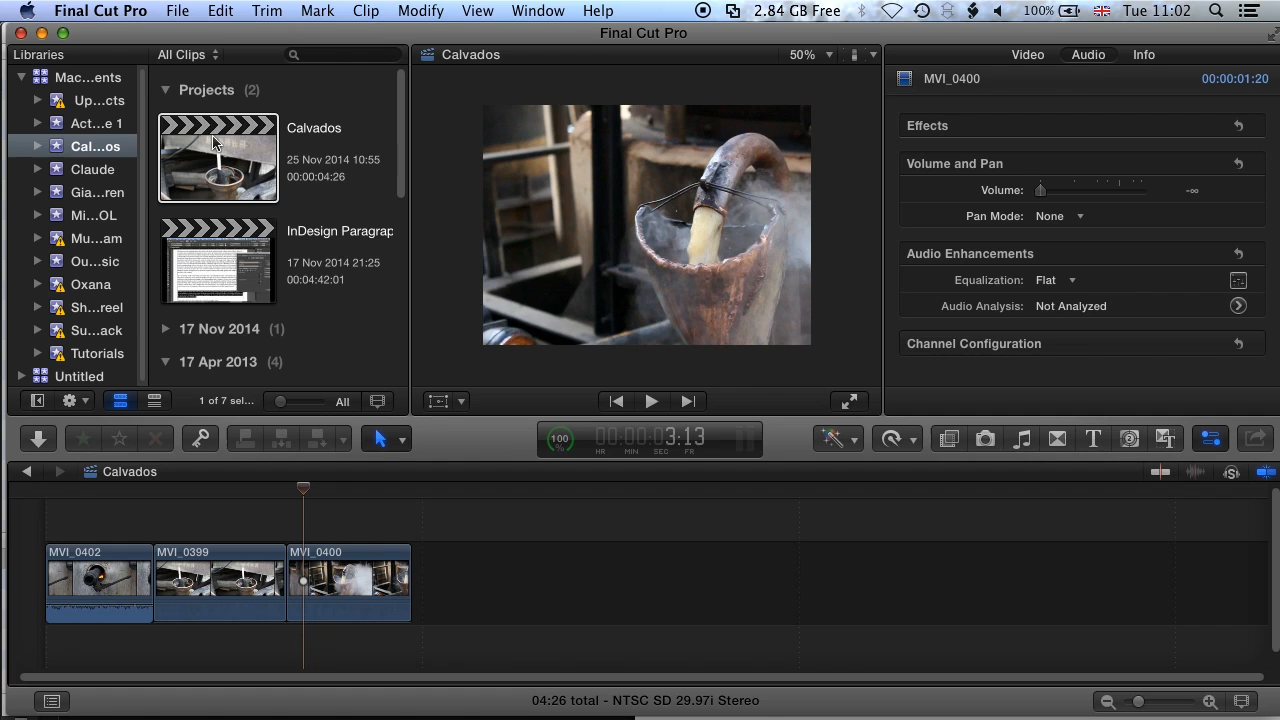 Final Cut Pro File Edit Trim Mark Clip Modify View Window Help 2.84 GB Free 100% Tue 11:02
Final Cut Pro
Libraries All Clips Calvados 50% Video Audio Info
Mac...ents
Up...cts
Act...e 1
Cal...os
Claude
Gia...ren
Mi...OL
Mu...am
Ou...sic
Oxana
Sh...reel
Su...ack
Tutorials
Untitled
Projects (2)
Calvados
25 Nov 2014 10:55
00:00:04:26
InDesign Paragrap
17 Nov 2014 21:25
00:04:42:01
17 Nov 2014 (1)
17 Apr 2013 (4)
1 of 7 sel... All
MVI_0400 00:00:01:20
Effects
Volume and Pan
Volume: -∞
Pan Mode: None
Audio Enhancements
Equalization: Flat
Audio Analysis: Not Analyzed
Channel Configuration
100 % 00:00:03:13
HR MIN SEC FR
Calvados
MVI_0402 MVI_0399 MVI_0400
04:26 total - NTSC SD 29.97i Stereo